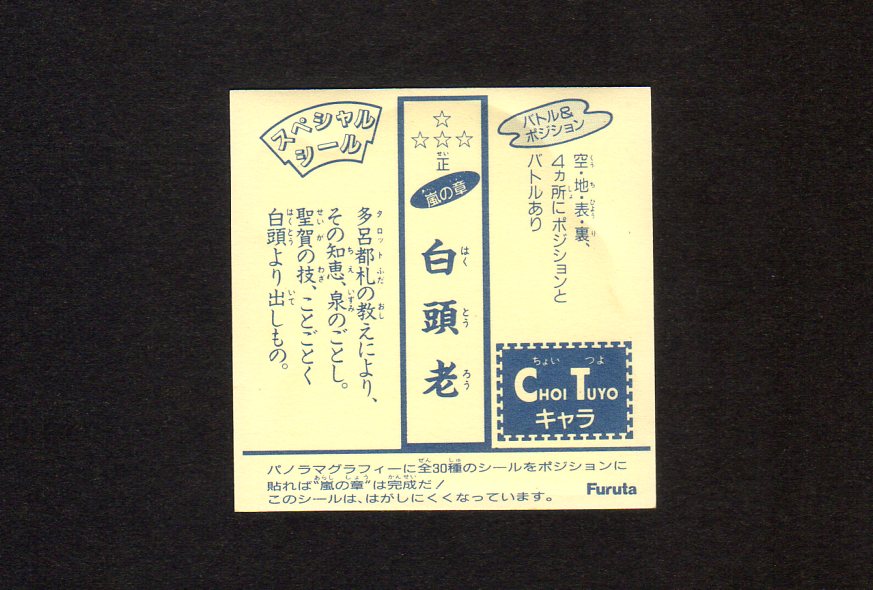 バトル&
ポジション
空・地・表・裏、
4ヵ所にポジションと
バトルあり
ちょい つよ
CHOI TUYO
キャラ
☆
☆☆☆
正
嵐の章
白頭老
はくとうろう
スペシャル
シール
多呂都札の教えにより、
その知恵、泉のごとし。
聖賀の技、ことごとく
白頭より出しもの。
パノラマグラフィーに全30種のシールをポジションに
貼れば"嵐の章"は完成だ!
このシールは、はがしにくくなっています。
Furuta